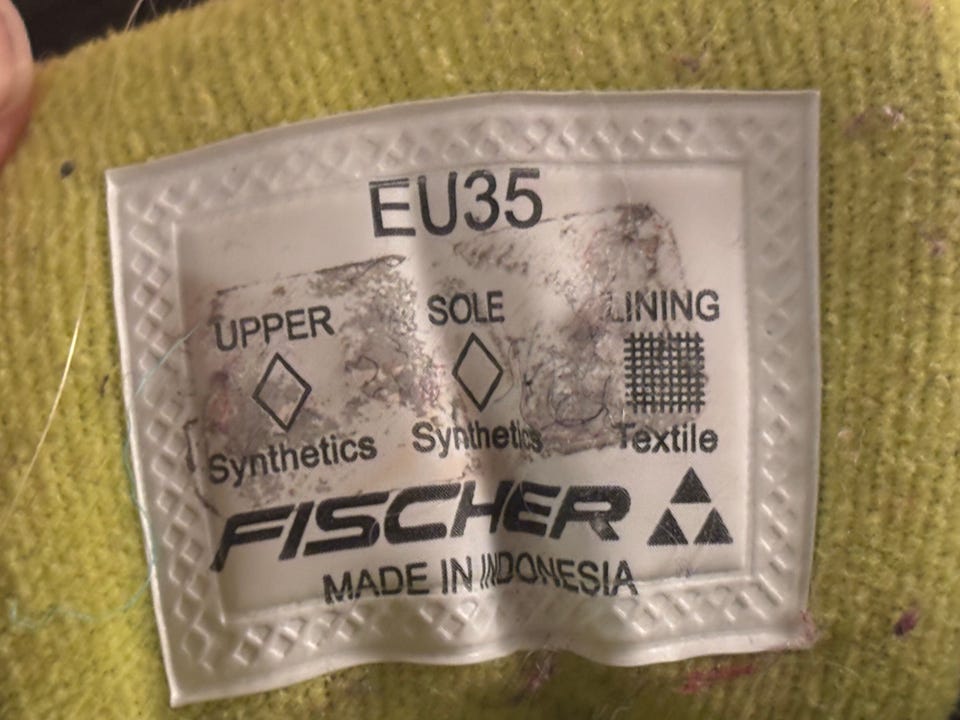 EU35
UPPER SOLE LINING
Synthetics Synthetics Textile
FISCHER
MADE IN INDONESIA